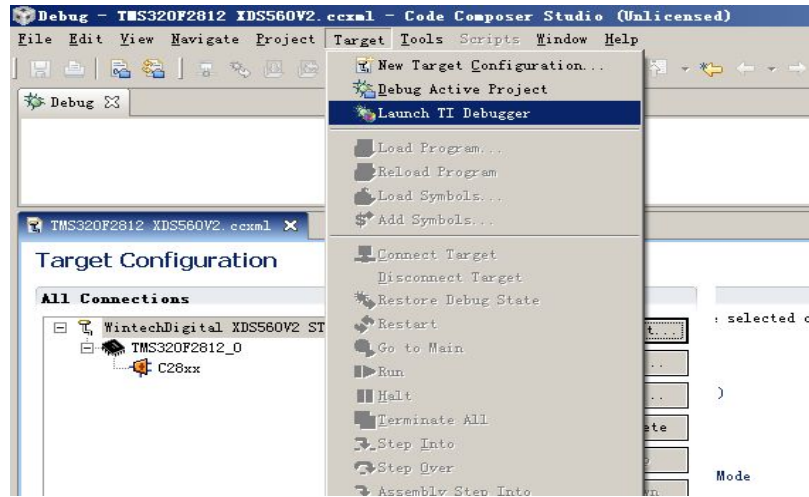 Debug - TMS320F2812 XDS560V2.ccxml - Code Composer Studio (Unlicensed)
File Edit View Navigate Project Target Tools Scripts Window Help
New Target Configuration...
Debug Active Project
Launch TI Debugger
Debug
Load Program...
Reload Program
Load Symbols...
Add Symbols...
TMS320F2812 XDS560V2.ccxml
Target Configuration
All Connections
WintechDigital XDS560V2 ST
TMS320F2812_0
C28xx
Connect Target
Disconnect Target
Restore Debug State
Restart
Go to Main
Run
Halt
Terminate All
Step Into
Step Over
Assembly Step Into
t...
: selected
..
..
)
ete
Mode